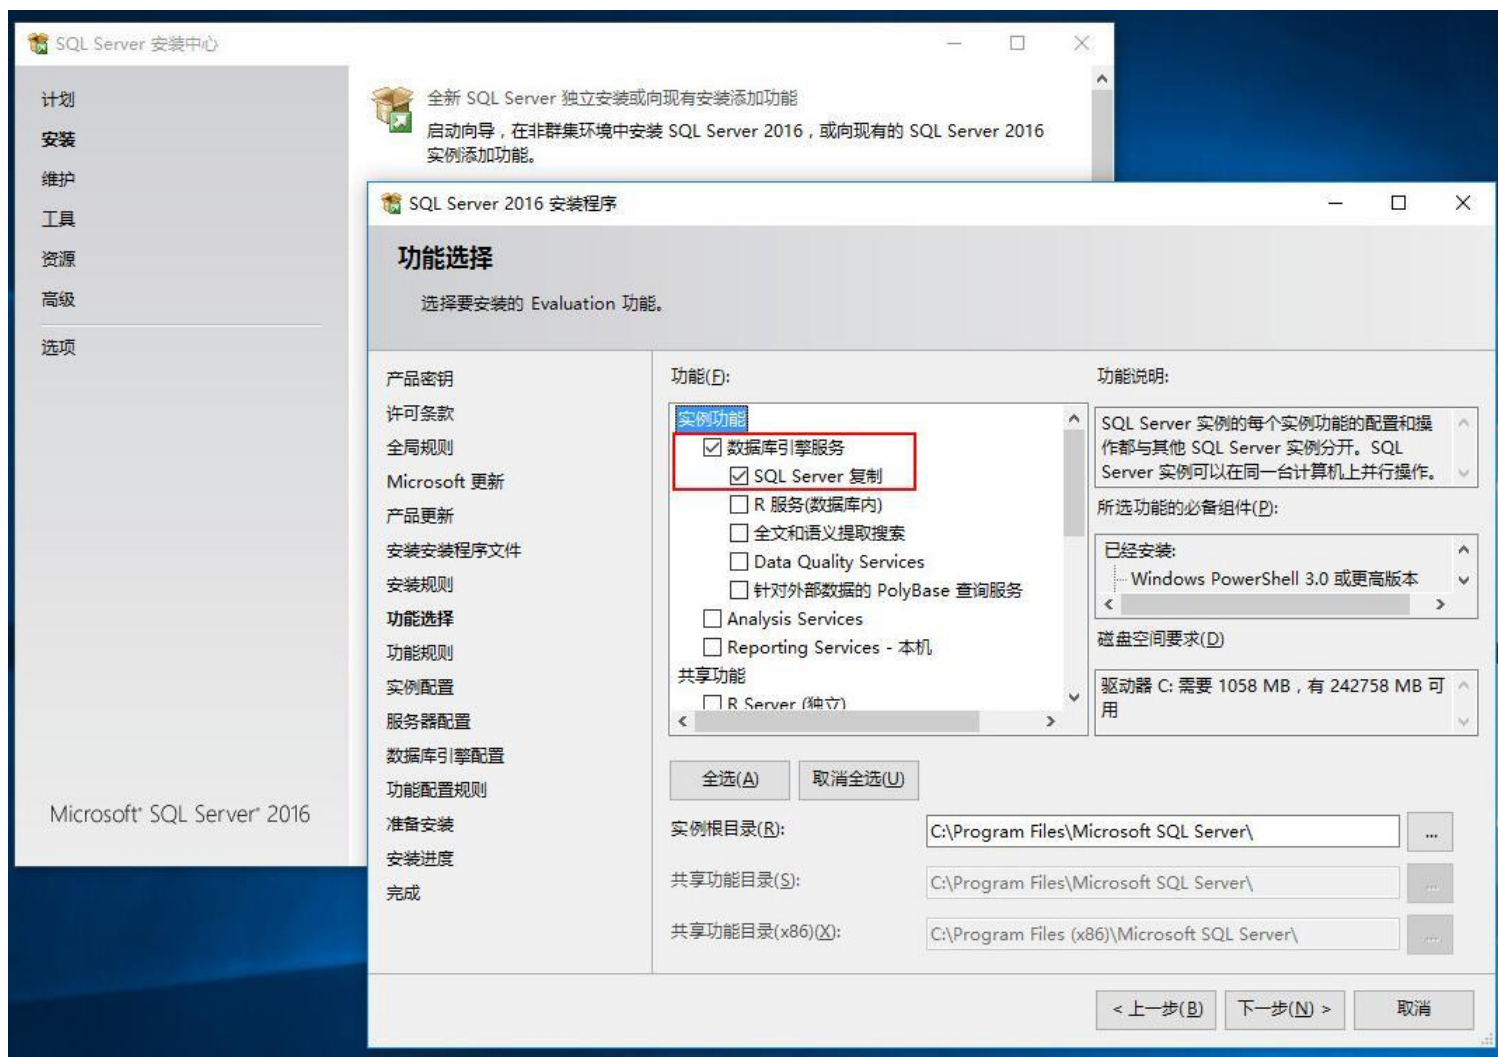 SQL Server 安装中心
计划
安装
维护
工具
资源
高级
选项
Microsoft® SQL Server® 2016
全新 SQL Server 独立安装或向现有安装添加功能
启动向导，在非群集环境中安装 SQL Server 2016，或向现有的 SQL Server 2016
实例添加功能。
SQL Server 2016 安装程序
功能选择
选择要安装的 Evaluation 功能。
产品密钥
许可条款
全局规则
Microsoft 更新
产品更新
安装安装程序文件
安装规则
功能选择
功能规则
实例配置
服务器配置
数据库引擎配置
功能配置规则
准备安装
安装进度
完成
功能(F):
实例功能
数据库引擎服务
SQL Server 复制
R 服务(数据库内)
全文和语义提取搜索
Data Quality Services
针对外部数据的 PolyBase 查询服务
Analysis Services
Reporting Services - 本机
共享功能
R Server (独立)
功能说明:
SQL Server 实例的每个实例功能的配置和操
作都与其他 SQL Server 实例分开。SQL
Server 实例可以在同一台计算机上并行操作。
所选功能的必备组件(P):
已经安装:
Windows PowerShell 3.0 或更高版本
磁盘空间要求(D)
驱动器 C: 需要 1058 MB，有 242758 MB 可
用
全选(A) 取消全选(U)
实例根目录(R): C:\Program Files\Microsoft SQL Server\ ...
共享功能目录(S): C:\Program Files\Microsoft SQL Server\ ...
共享功能目录(x86)(X): C:\Program Files (x86)\Microsoft SQL Server\ ...
< 上一步(B) 下一步(N) > 取消